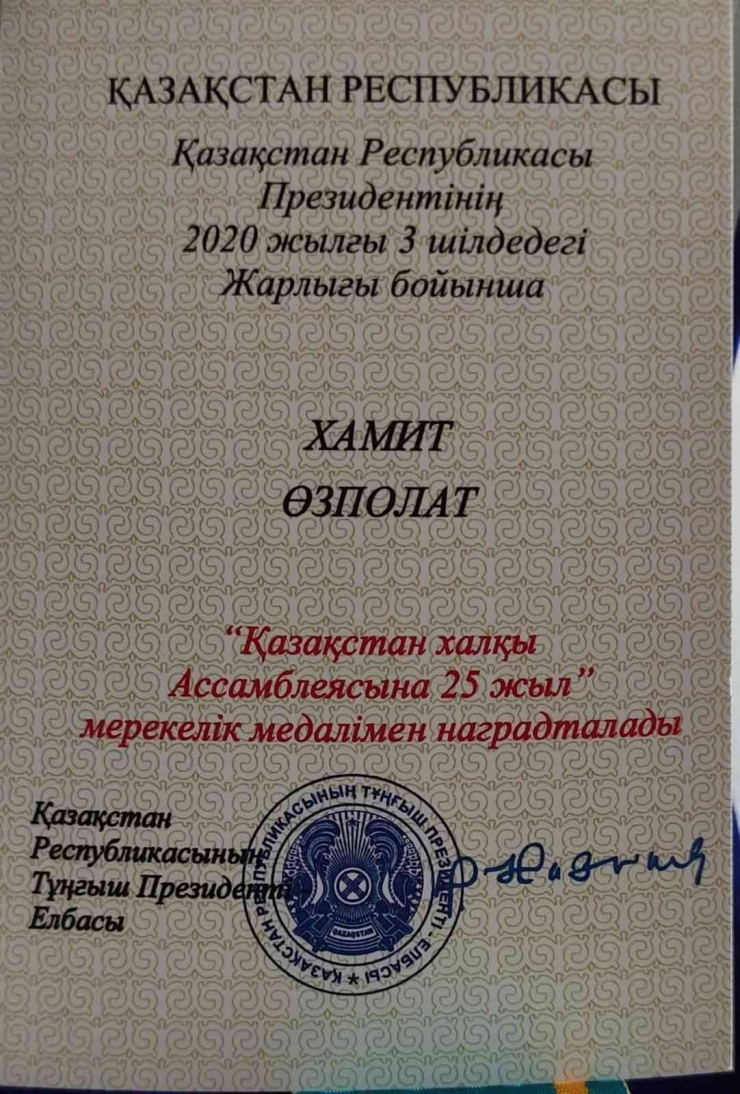 ҚАЗАҚСТАН РЕСПУБЛИКАСЫ
Қазақстан Республикасы
Президентінің
2020 жылғы 3 шілдедегі
Жарлығы бойынша
ХАМИТ
ӨЗПОЛАТ
“Қазақстан халқы
Ассамблеясына 25 жыл”
мерекелік медалімен наградталады
Қазақстан
Республикасының
Тұңғыш Президенті -
Елбасы
ҚАЗАҚСТАН РЕСПУБЛИКАСЫНЫҢ ТҰҢҒЫШ ПРЕЗИДЕНТІ - ЕЛБАСЫ
QAZAQSTAN